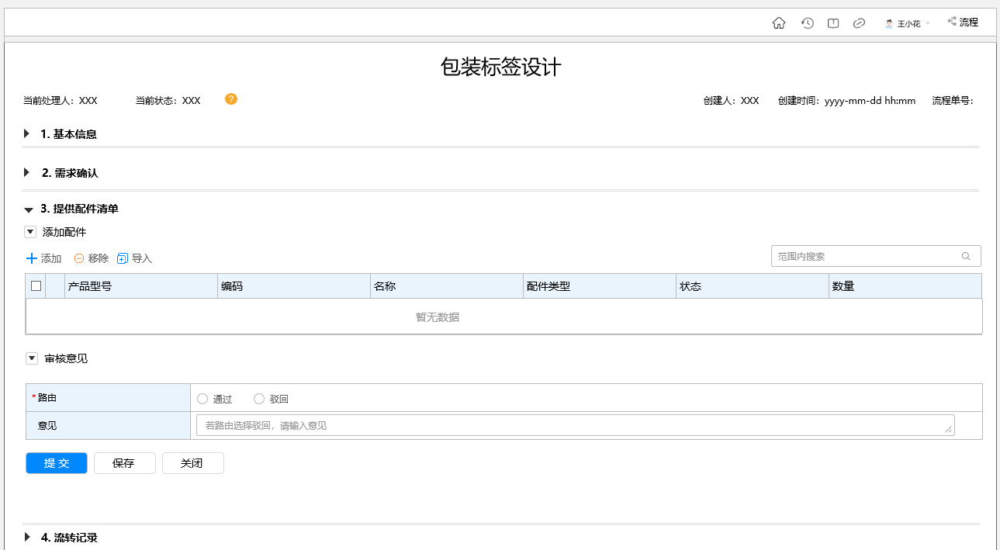 王小花 流程
包装标签设计
当前处理人：XXX 当前状态：XXX ? 创建人：XXX 创建时间：yyyy-mm-dd hh:mm 流程单号：
1. 基本信息
2. 需求确认
3. 提供配件清单
添加配件
添加 移除 导入 范围内搜索
产品型号 编码 名称 配件类型 状态 数量
暂无数据
审核意见
*路由 通过 驳回
意见 若路由选择驳回，请输入意见
提 交 保存 关闭
4. 流转记录